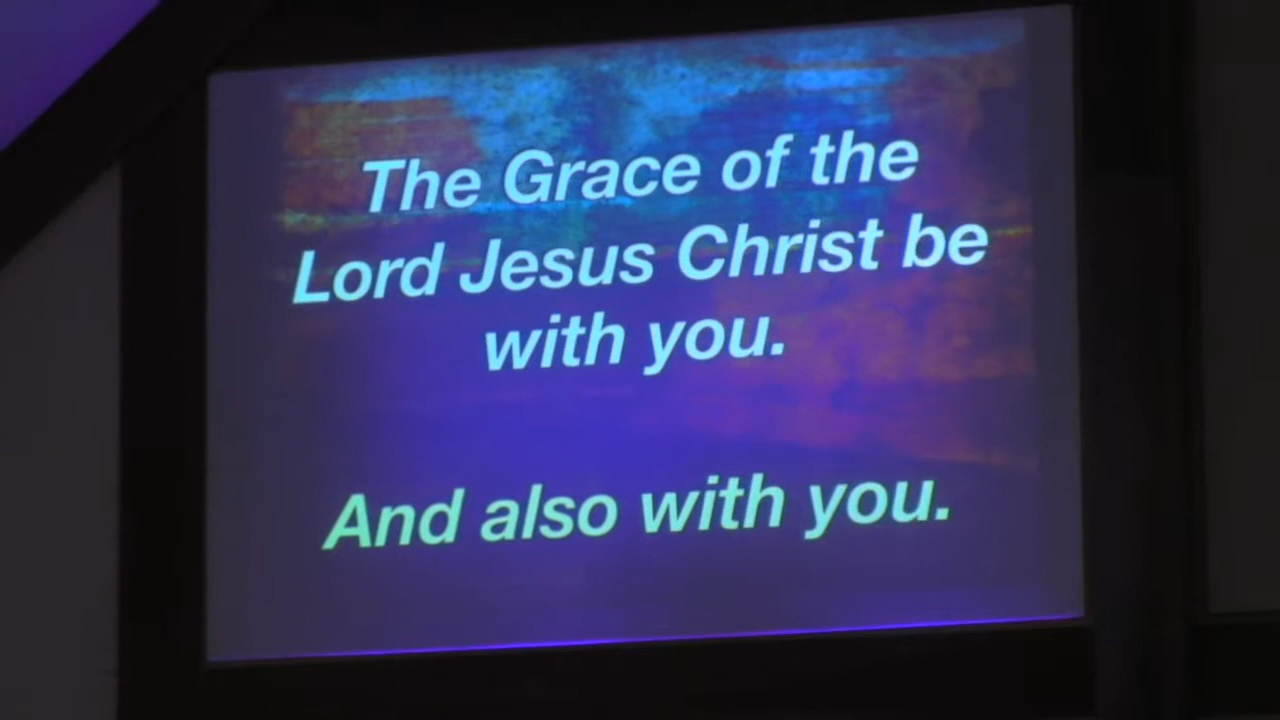 The Grace of the
Lord Jesus Christ be
with you.
And also with you.